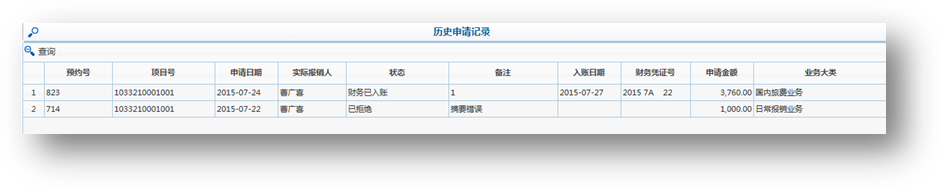 历史申请记录
查询
预约号 项目号 申请日期 实际报销人 状态 备注 入账日期 财务凭证号 申请金额 业务大类
1 823 1033210001001 2015-07-24 曹广喜 财务已入账 1 2015-07-27 2015 7A 22 3,760.00 国内旅费业务
2 714 1033210001001 2015-07-22 曹广喜 已拒绝 摘要错误 1,000.00 日常报销业务